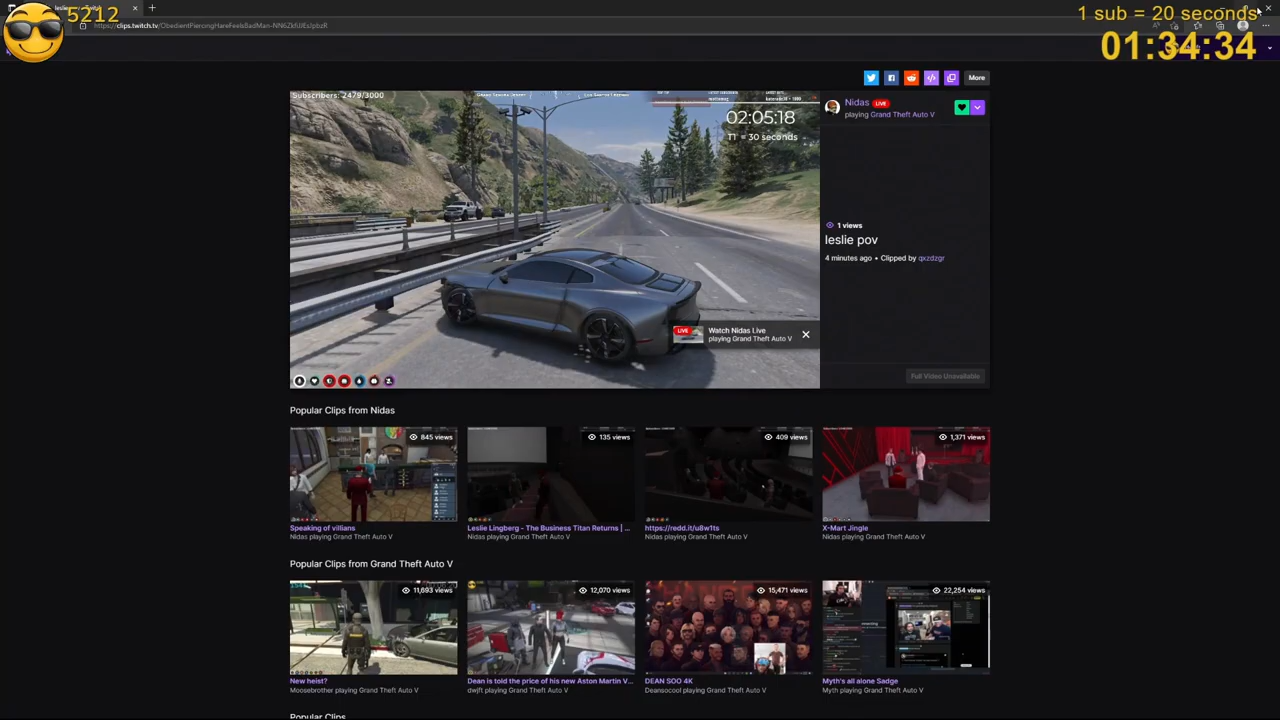 5212
1 sub = 20 seconds
01:34:34
More
Subscribers: 2479/3000
02:05:18
T1 = 30 seconds
Nidas LIVE
playing Grand Theft Auto V
1 views
leslie pov
4 minutes ago • Clipped by qxzdzgr
LIVE
Watch Nidas Live
playing Grand Theft Auto V
Full Video Unavailable
Popular Clips from Nidas
845 views
135 views
409 views
1,371 views
Speaking of villians
Nidas playing Grand Theft Auto V
Leslie Lingberg - The Business Titan Returns | ...
Nidas playing Grand Theft Auto V
https://redd.it/u8w1ts
Nidas playing Grand Theft Auto V
X-Mart Jingle
Nidas playing Grand Theft Auto V
Popular Clips from Grand Theft Auto V
11,693 views
12,070 views
15,471 views
22,254 views
New heist?
Moosebrother playing Grand Theft Auto V
Dean is told the price of his new Aston Martin V...
dwjft playing Grand Theft Auto V
DEAN SOO 4K
Deansocool playing Grand Theft Auto V
Myth's all alone Sadge
Myth playing Grand Theft Auto V
Popular Clips